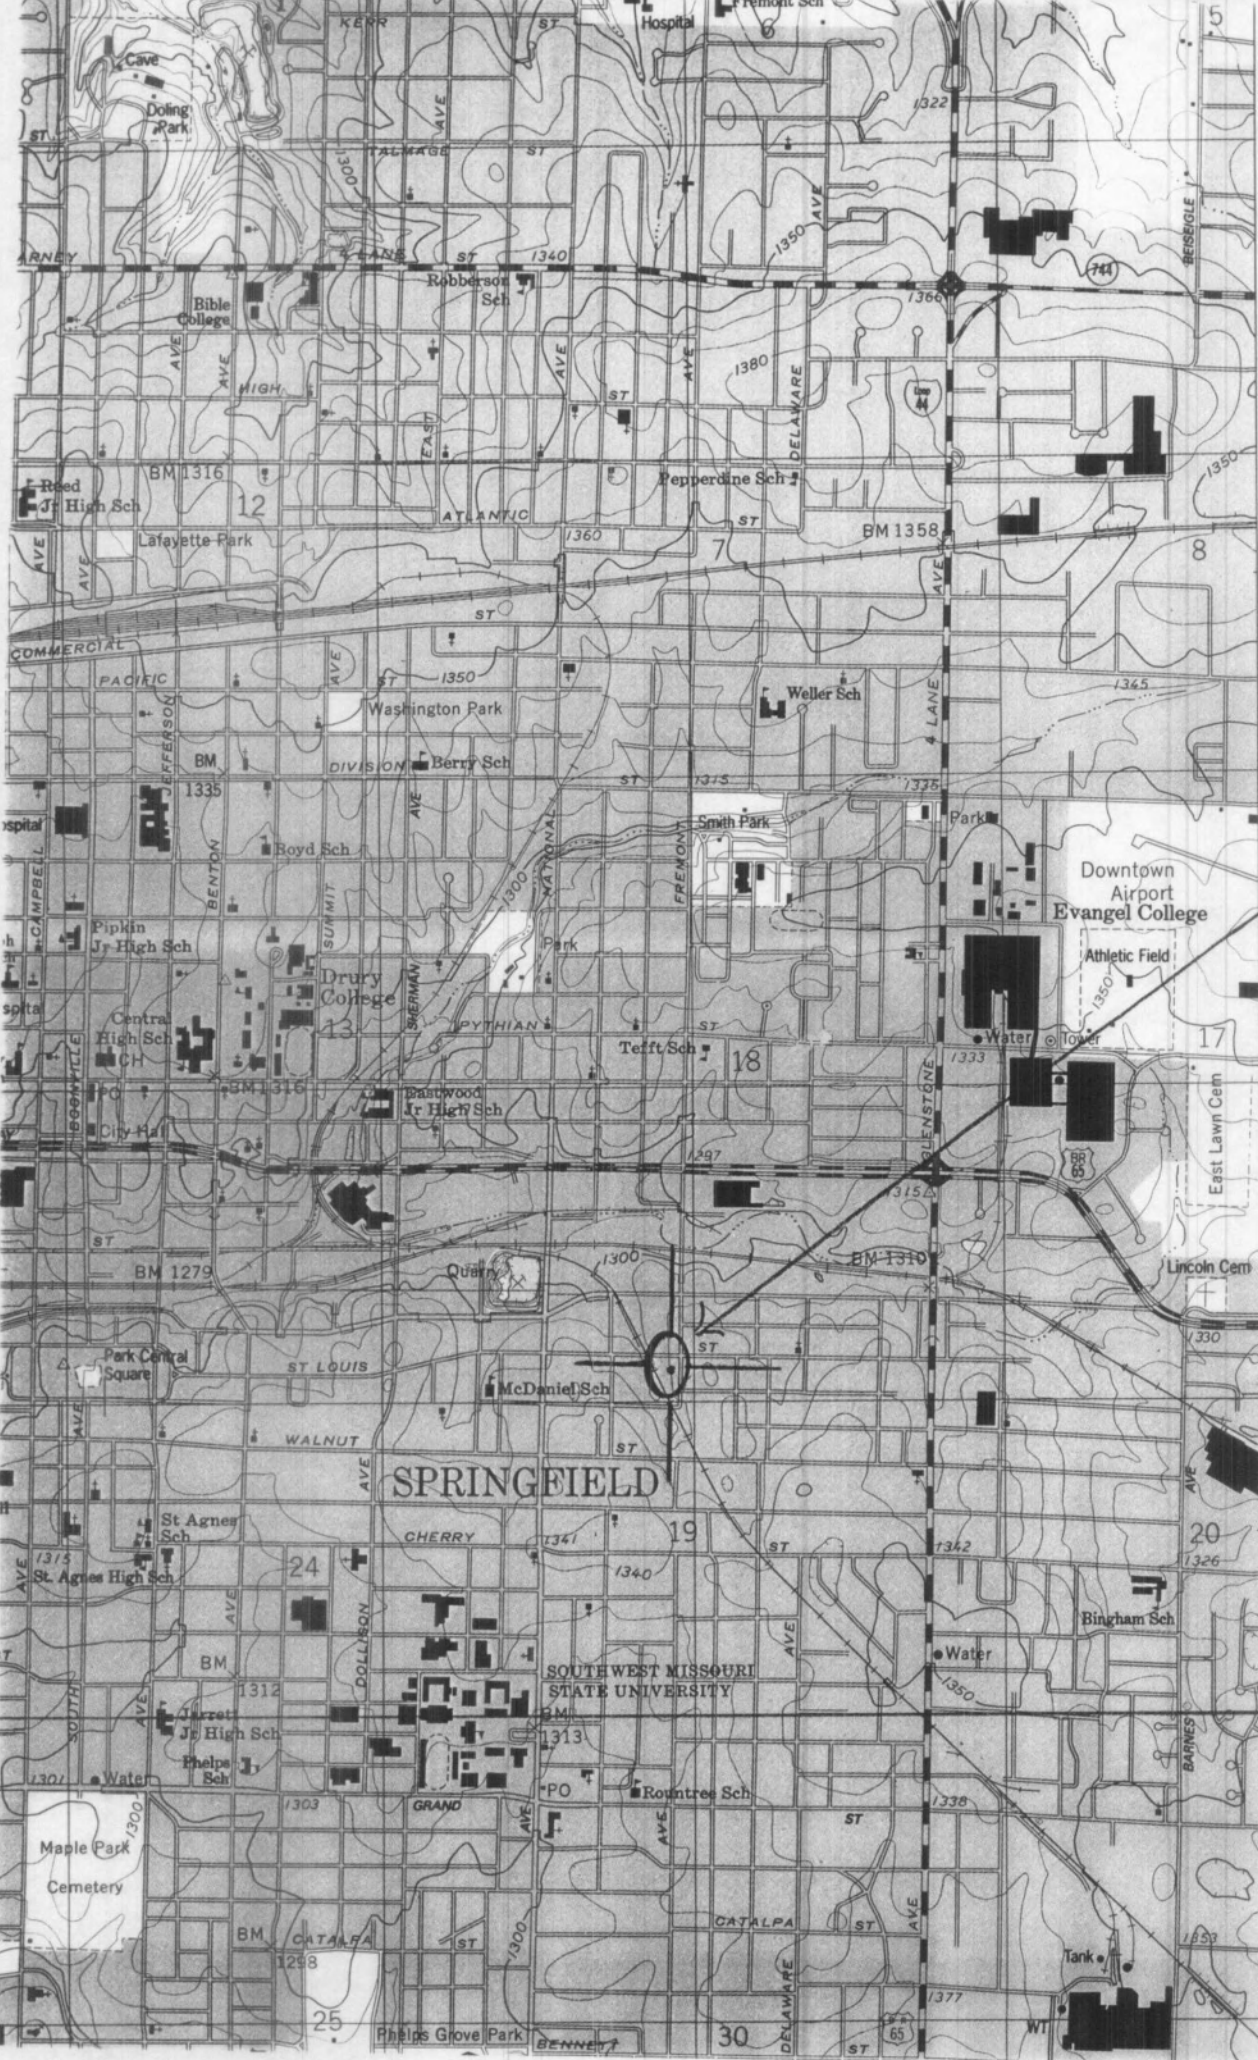 Fremont Sch
Hospital
6
5
KERR
ST
Cave
Doling
Park
AVE
1322
ST
TALMAGE
ST
1300
AVE
1350
BEISEIGLE
744
4 LANE
ST
1340
Robberson
Sch
1366
Bible
College
AVE
AVE
AVE
AVE
1380
DELAWARE
HIGH
ST
Loop
44
EAST
BM 1316
Pepperdine Sch
1350
Reed
Jr High Sch
12
ATLANTIC
ST
BM 1358
1360
7
8
Lafayette Park
AVE
AVE
AVE
ST
COMMERCIAL
PACIFIC
AVE
ST
1350
1345
4 LANE
Weller Sch
JEFFERSON
Washington Park
BM
1335
DIVISION
Berry Sch
ST
1315
1335
AVE
Smith Park
Park
Boyd Sch
CAMPBELL
BENTON
SUMMIT
1300
NATIONAL
FREMONT
Downtown
Airport
Evangel College
Pipkin
Jr High Sch
Park
Athletic Field
1350
Drury
College
SHERMAN
Central
High Sch
13
PYTHIAN
ST
Water
Tower
17
CH
Tefft Sch
18
1333
BOONVILLE
PO
BM 1316
Eastwood
Jr High Sch
GLENSTONE
East Lawn Cem
City Hall
1297
BR
65
1315
ST
BM 1279
Quarry
1300
BM 1310
Lincoln Cem
1330
Park Central
Square
ST LOUIS
ST
McDaniel Sch
AVE
WALNUT
ST
AVE
SPRINGFIELD
AVE
St Agnes
Sch
CHERRY
1341
19
ST
1342
20
1326
1315
St. Agnes High Sch
24
1340
AVE
AVE
DOLLISON
AVE
Bingham Sch
BM
1312
SOUTHWEST MISSOURI
STATE UNIVERSITY
Water
1350
SOUTH
AVE
Jarrett
Jr High Sch
BM
1313
BARNES
Phelps
Sch
1301
Water
PO
Rountree Sch
1303
GRAND
AVE
AVE
ST
1338
Maple Park
Cemetery
1300
BM
1298
CATALPA
ST
1300
CATALPA
ST
AVE
1353
Tank
DELAWARE
1377
25
Phelps Grove Park
BENNETT
30
ST
65
WT